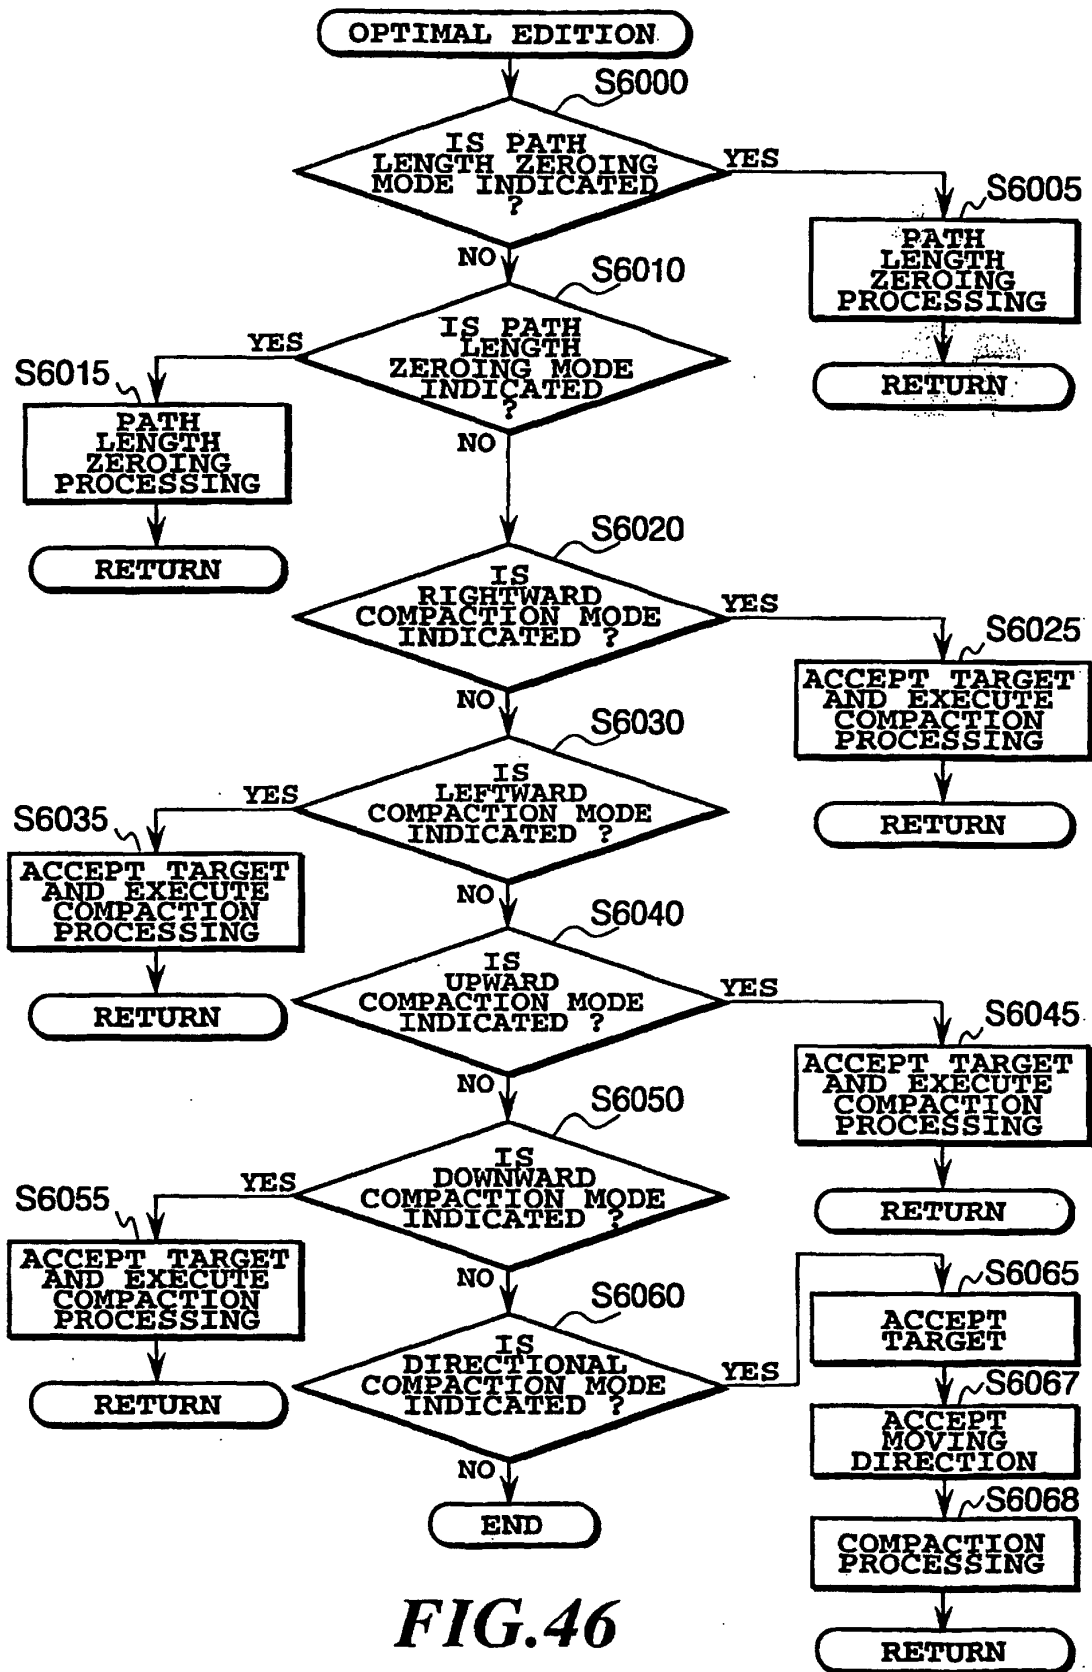 OPTIMAL EDITION
S6000
IS PATH
LENGTH ZEROING
MODE INDICATED
?
YES
NO
S6005
PATH
LENGTH
ZEROING
PROCESSING
RETURN
S6010
IS PATH
LENGTH
ZEROING MODE
INDICATED
?
YES
NO
S6015
PATH
LENGTH
ZEROING
PROCESSING
RETURN
S6020
IS
RIGHTWARD
COMPACTION MODE
INDICATED ?
YES
NO
S6025
ACCEPT TARGET
AND EXECUTE
COMPACTION
PROCESSING
RETURN
S6030
IS
LEFTWARD
COMPACTION MODE
INDICATED ?
YES
NO
S6035
ACCEPT TARGET
AND EXECUTE
COMPACTION
PROCESSING
RETURN
S6040
IS
UPWARD
COMPACTION MODE
INDICATED ?
YES
NO
S6045
ACCEPT TARGET
AND EXECUTE
COMPACTION
PROCESSING
RETURN
S6050
IS
DOWNWARD
COMPACTION MODE
INDICATED ?
YES
NO
S6055
ACCEPT TARGET
AND EXECUTE
COMPACTION
PROCESSING
RETURN
S6060
IS
DIRECTIONAL
COMPACTION MODE
INDICATED ?
YES
NO
END
S6065
ACCEPT
TARGET
S6067
ACCEPT
MOVING
DIRECTION
S6068
COMPACTION
PROCESSING
RETURN
FIG.46